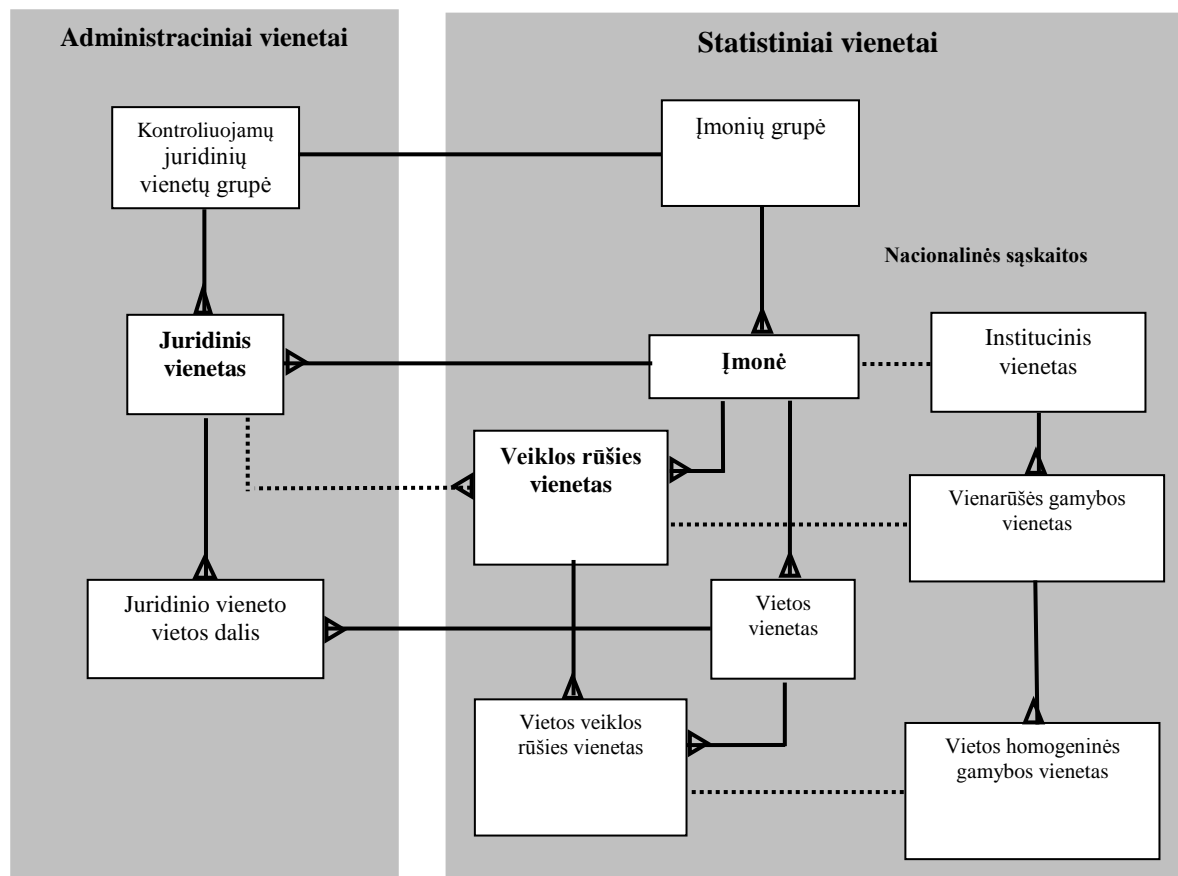 Administraciniai vienetai
Statistiniai vienetai
Kontroliuojamų
juridinių
vienetų grupė
Įmonių grupė
Nacionalinės sąskaitos
Juridinis
vienetas
Įmonė
Institucinis
vienetas
Veiklos rūšies
vienetas
Vienarūšės gamybos
vienetas
Juridinio vieneto
vietos dalis
Vietos
vienetas
Vietos veiklos
rūšies vienetas
Vietos homogeninės
gamybos vienetas